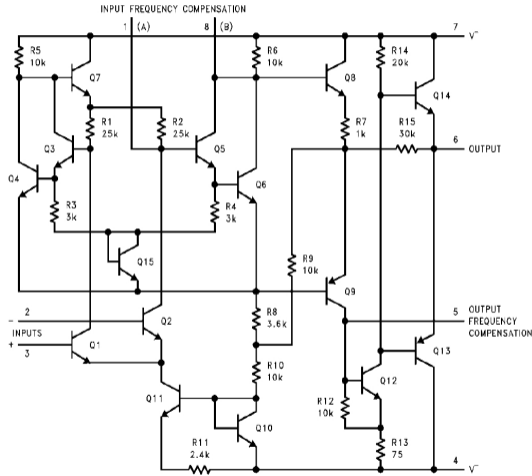 INPUT FREQUENCY COMPENSATION
1 (A)
8 (B)
7
V⁻
R5
10k
Q7
R6
10k
Q8
R14
20k
Q14
R1
25k
R2
25k
R7
1k
R15
30k
6
OUTPUT
Q3
Q5
Q4
Q6
R3
3k
R4
3k
Q15
R9
10k
Q9
5
OUTPUT
FREQUENCY
COMPENSATION
- 2
INPUTS
+ 3
Q1
Q2
R8
3.6k
R10
10k
Q12
Q13
Q11
R12
10k
Q10
R11
2.4k
R13
75
4
V⁻